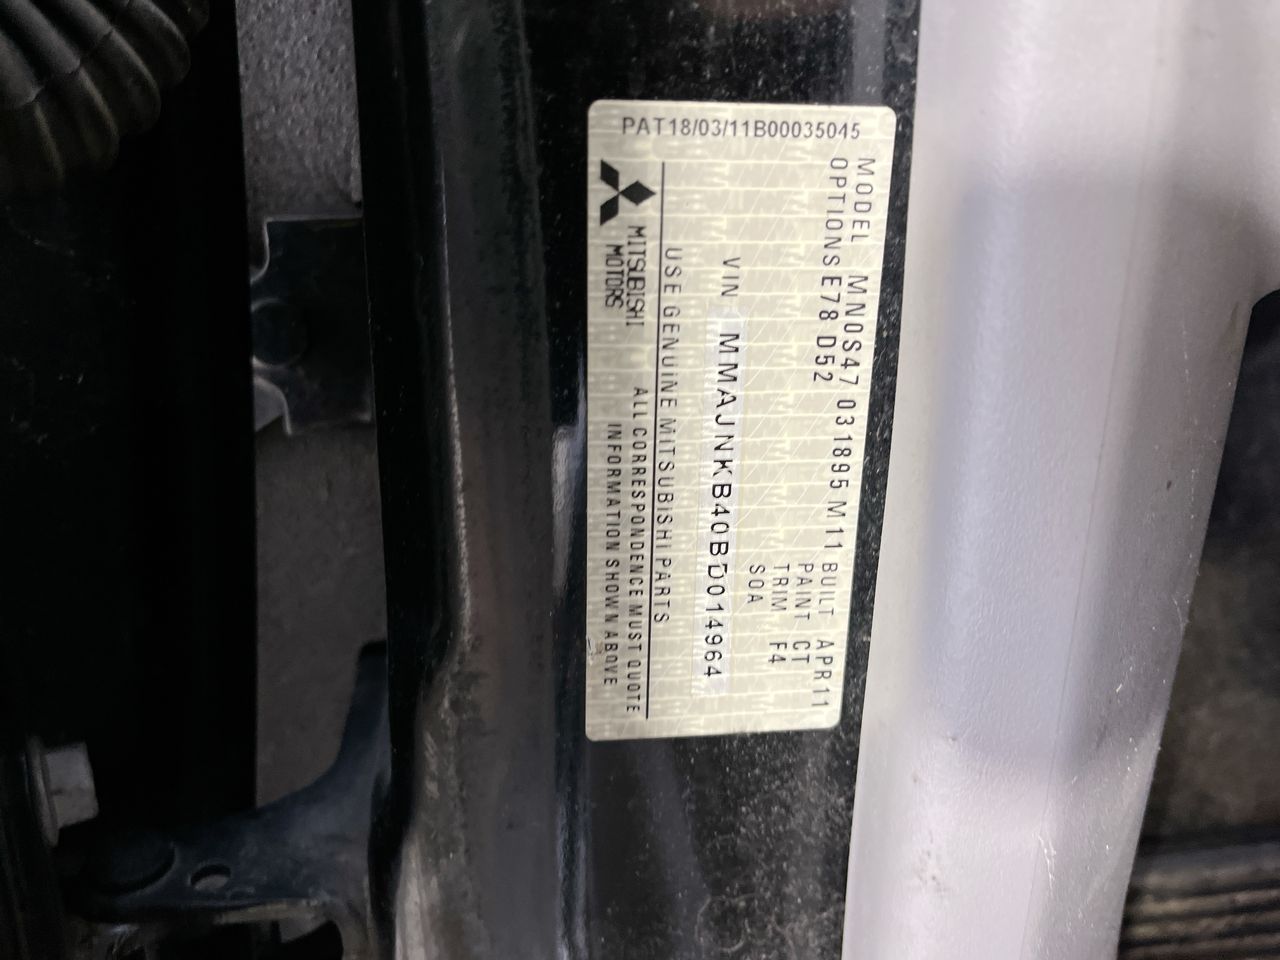 PAT18/03/11B00035045
MODEL MN0S47 031895 M11 BUILT APR11
OPTIONS E78 D52 PAINT CT
TRIM F4
SOA
VIN MMAJNKB40BD014964
USE GENUINE MITSUBISHI PARTS
MITSUBISHI MOTORS
ALL CORRESPONDENCE MUST QUOTE
INFORMATION SHOWN ABOVE